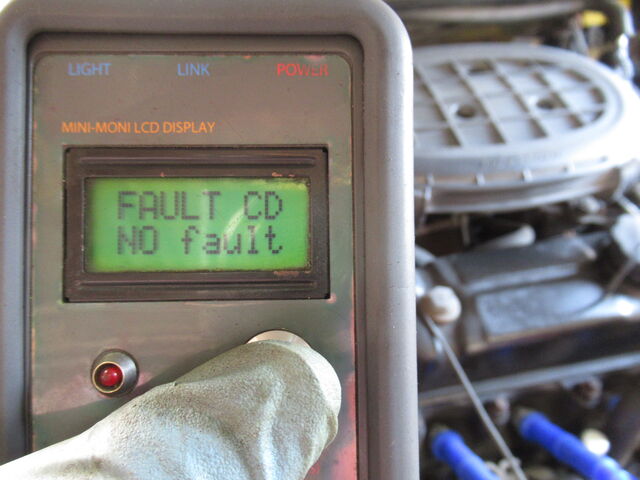 LIGHT LINK POWER
MINI-MONI LCD DISPLAY
FAULT CD
NO fault